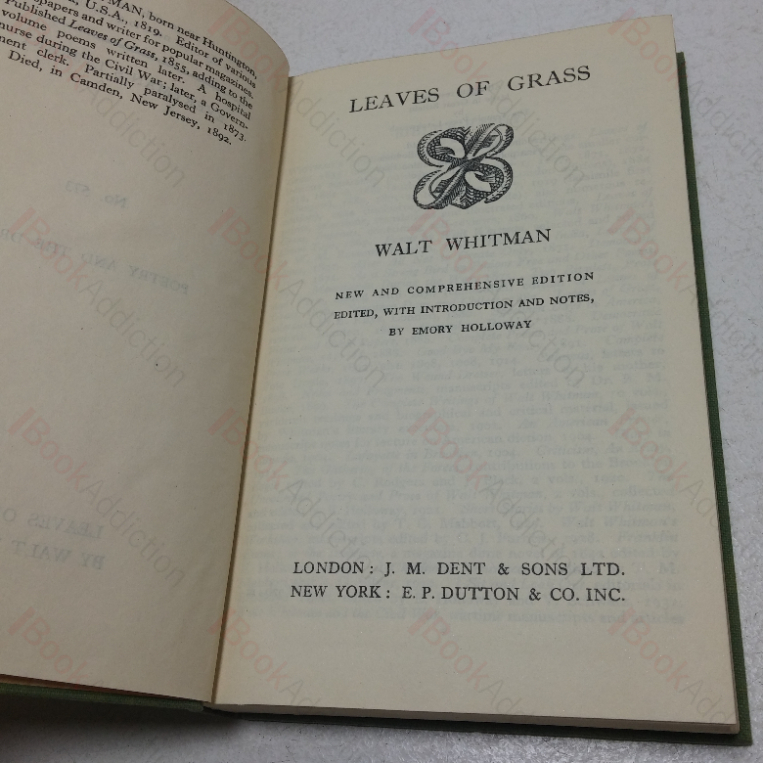 MAN, born near Huntington,
U.S.A., 1819. Editor of various
spapers and writer for popular magazines.
Published Leaves of Grass, 1855, adding to the
volume poems written later. A hospital
nurse during the Civil War; later, a Govern-
ment clerk. Partially paralysed in 1873.
Died, in Camden, New Jersey, 1892.
LEAVES OF GRASS
WALT WHITMAN
NEW AND COMPREHENSIVE EDITION
EDITED, WITH INTRODUCTION AND NOTES,
BY EMORY HOLLOWAY
LONDON: J. M. DENT & SONS LTD.
NEW YORK: E. P. DUTTON & CO. INC.
BookAddiction